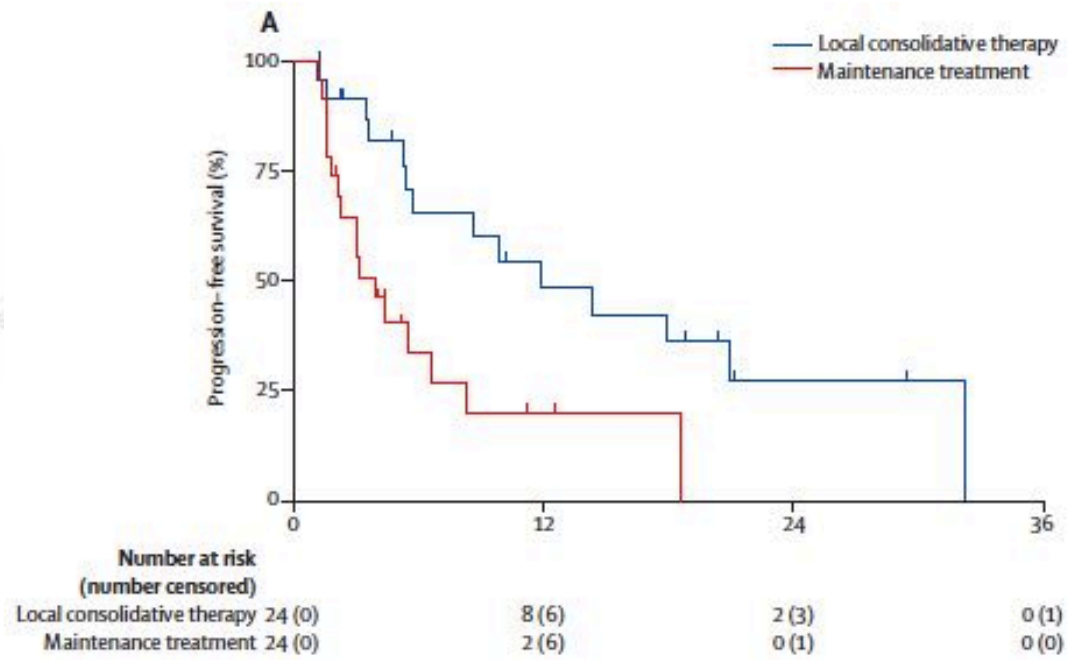 A
Local consolidative therapy
Maintenance treatment
Progression-free survival (%)
100
75
50
25
0
0 12 24 36
Number at risk
(number censored)
Local consolidative therapy 24 (0) 8 (6) 2 (3) 0 (1)
Maintenance treatment 24 (0) 2 (6) 0 (1) 0 (0)